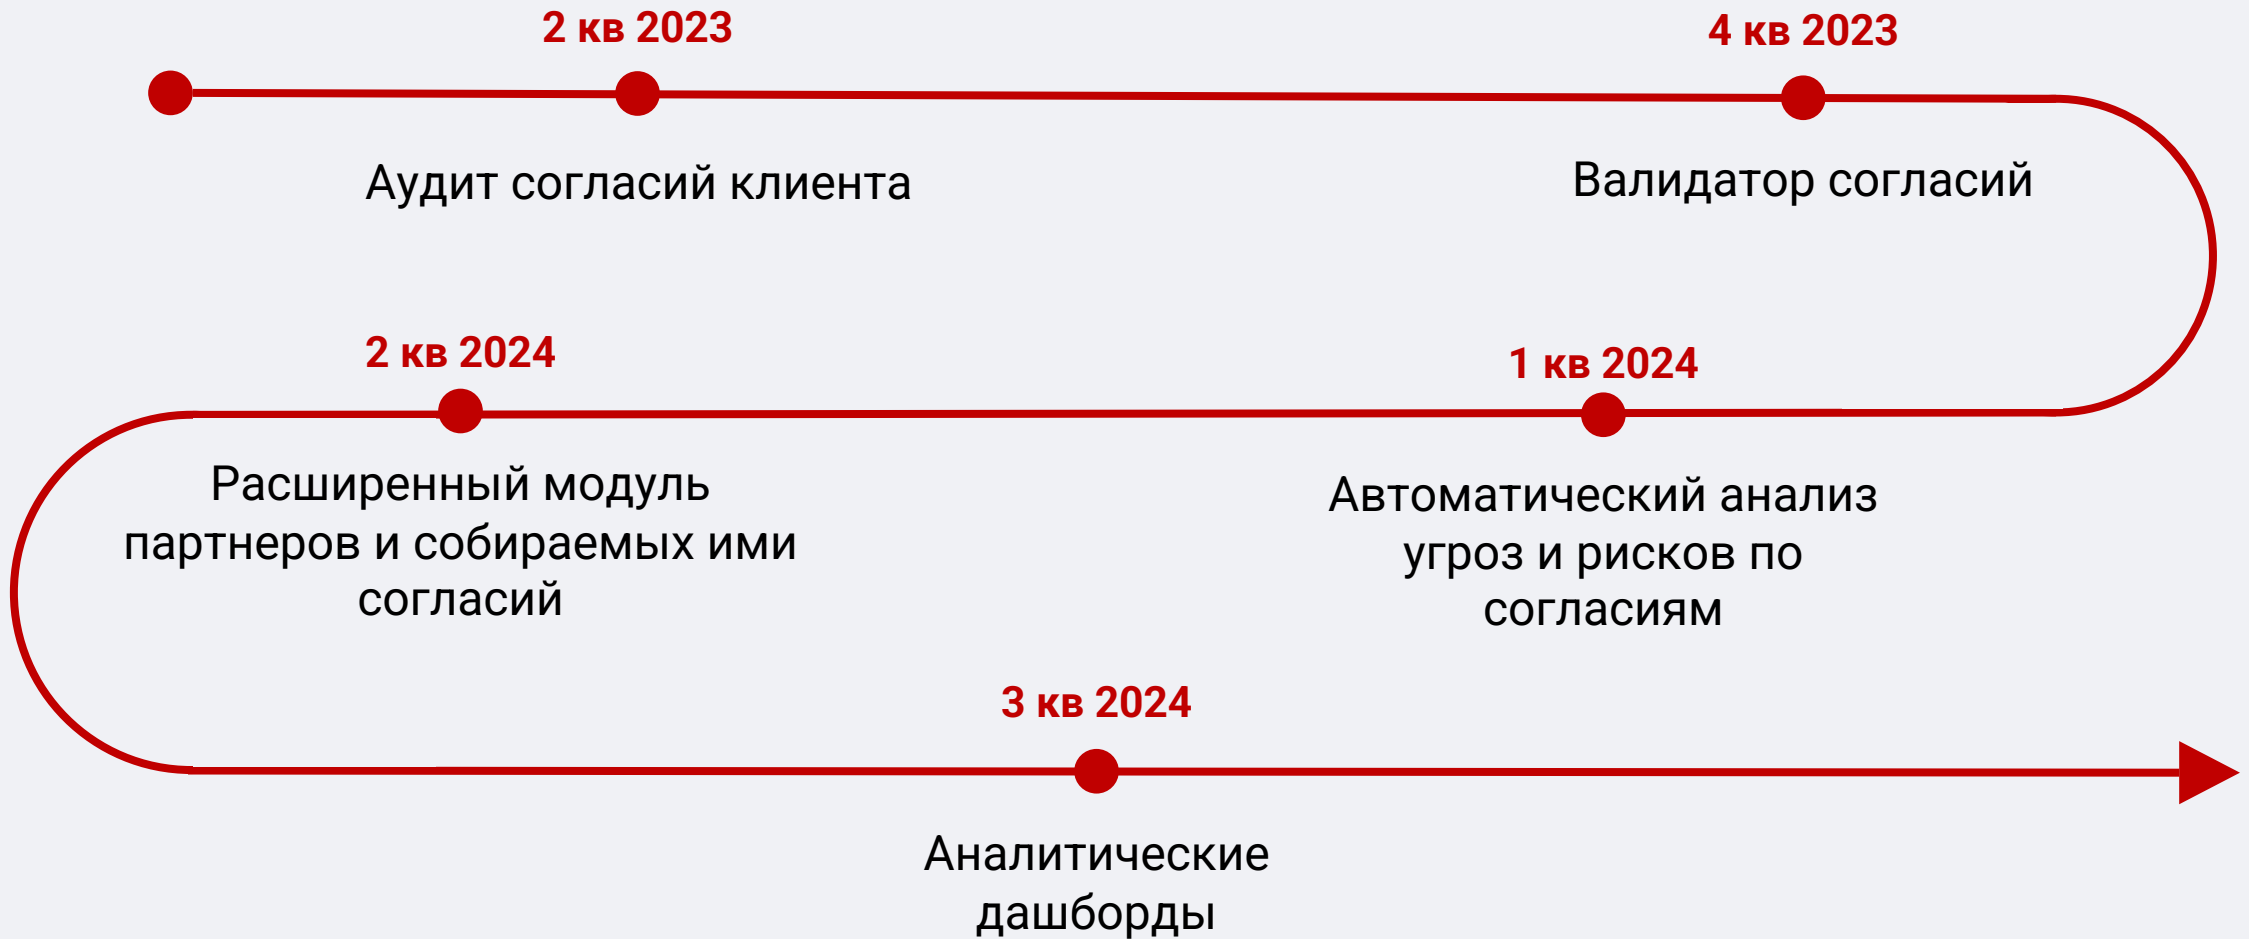 2 кв 2023
Аудит согласий клиента
4 кв 2023
Валидатор согласий
1 кв 2024
Автоматический анализ
угроз и рисков по
согласиям
2 кв 2024
Расширенный модуль
партнеров и собираемых ими
согласий
3 кв 2024
Аналитические
дашборды